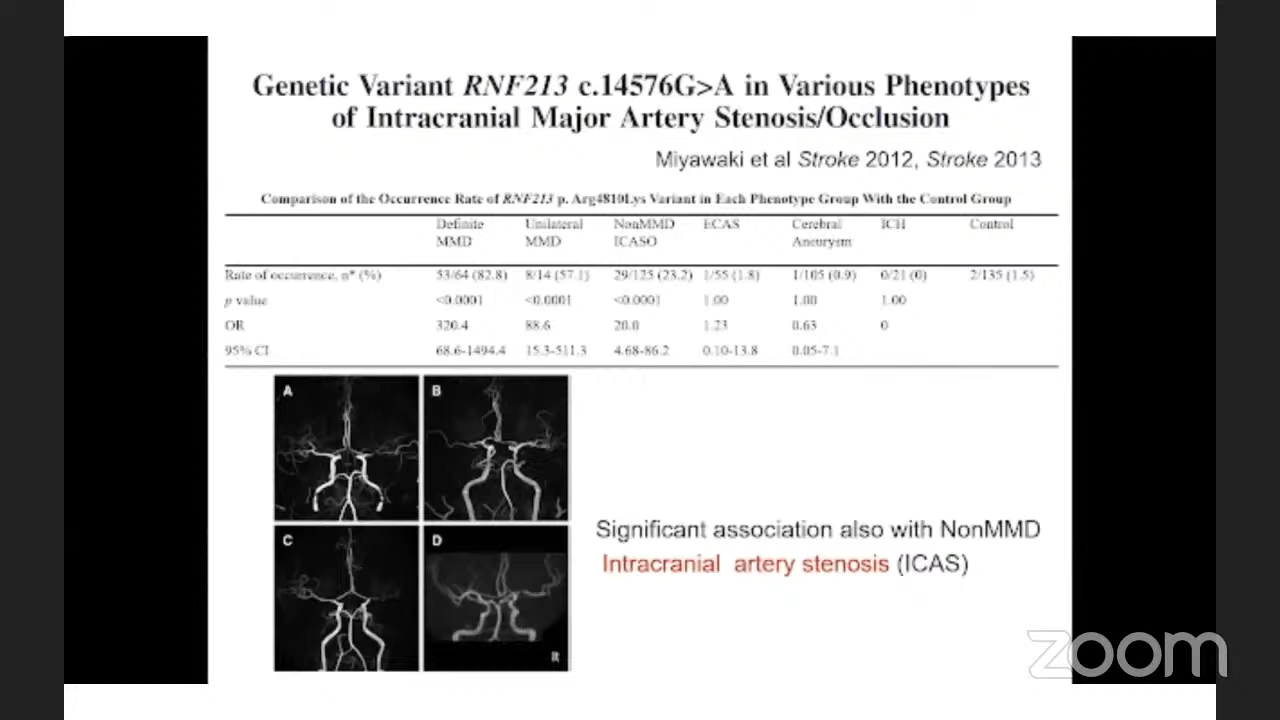 Genetic Variant RNF213 c.14576G>A in Various Phenotypes
of Intracranial Major Artery Stenosis/Occlusion
Miyawaki et al Stroke 2012, Stroke 2013
Comparison of the Occurrence Rate of RNF213 p. Arg4810Lys Variant in Each Phenotype Group With the Control Group
Definite Unilateral NonMMD ECAS Cerebral ICH Control
MMD MMD ICASO Aneurysm
Rate of occurrence, n* (%) 53/64 (82.8) 8/14 (57.1) 29/125 (23.2) 1/55 (1.8) 1/105 (0.9) 0/21 (0) 2/135 (1.5)
p value <0.0001 <0.0001 <0.0001 1.00 1.00 1.00
OR 320.4 88.6 20.0 1.23 0.63 0
95% CI 68.6-1494.4 15.3-511.3 4.68-86.2 0.10-13.8 0.05-7.1
A B
C D
R
Significant association also with NonMMD
Intracranial artery stenosis (ICAS)
zoom